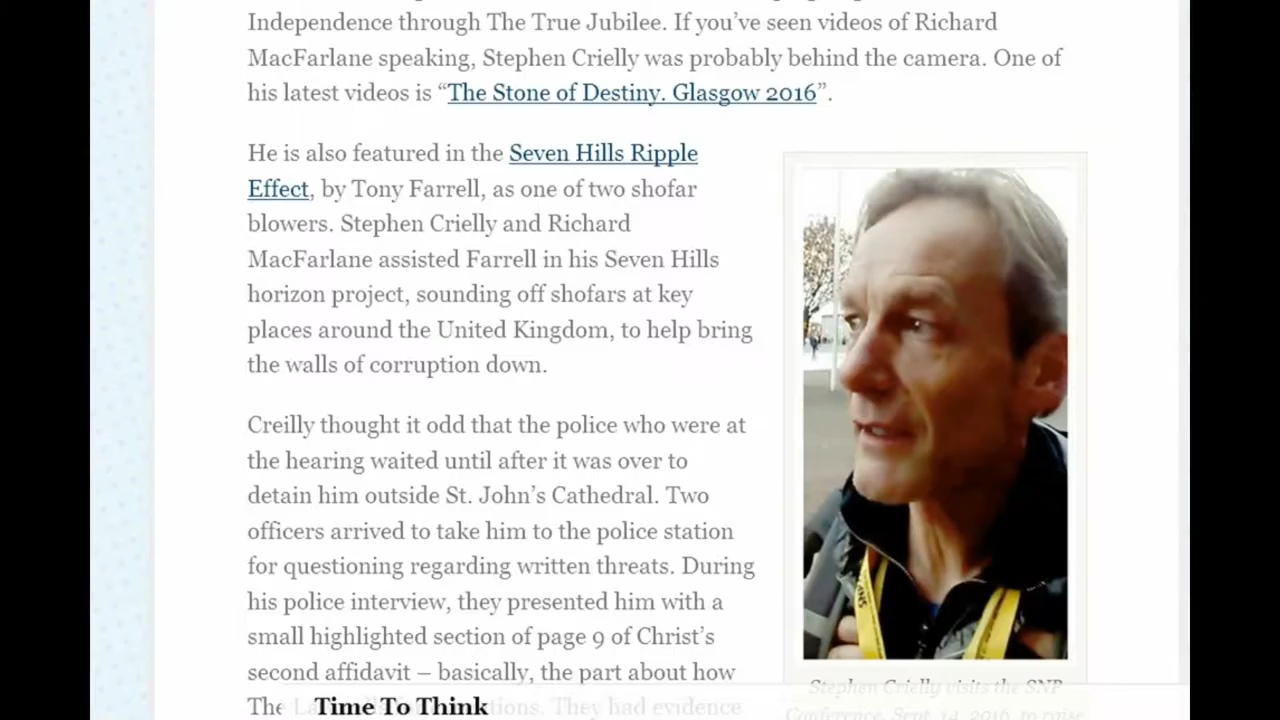 Independence through The True Jubilee. If you’ve seen videos of Richard
MacFarlane speaking, Stephen Crielly was probably behind the camera. One of
his latest videos is “The Stone of Destiny. Glasgow 2016”.
He is also featured in the Seven Hills Ripple
Effect, by Tony Farrell, as one of two shofar
blowers. Stephen Crielly and Richard
MacFarlane assisted Farrell in his Seven Hills
horizon project, sounding off shofars at key
places around the United Kingdom, to help bring
the walls of corruption down.
Creilly thought it odd that the police who were at
the hearing waited until after it was over to
detain him outside St. John’s Cathedral. Two
officers arrived to take him to the police station
for questioning regarding written threats. During
his police interview, they presented him with a
small highlighted section of page 9 of Christ’s
second affidavit – basically, the part about how
The
Time To Think
They had evidence
Stephen Crielly visits the SNP
Conference, Sept. 14, 2016, to raise